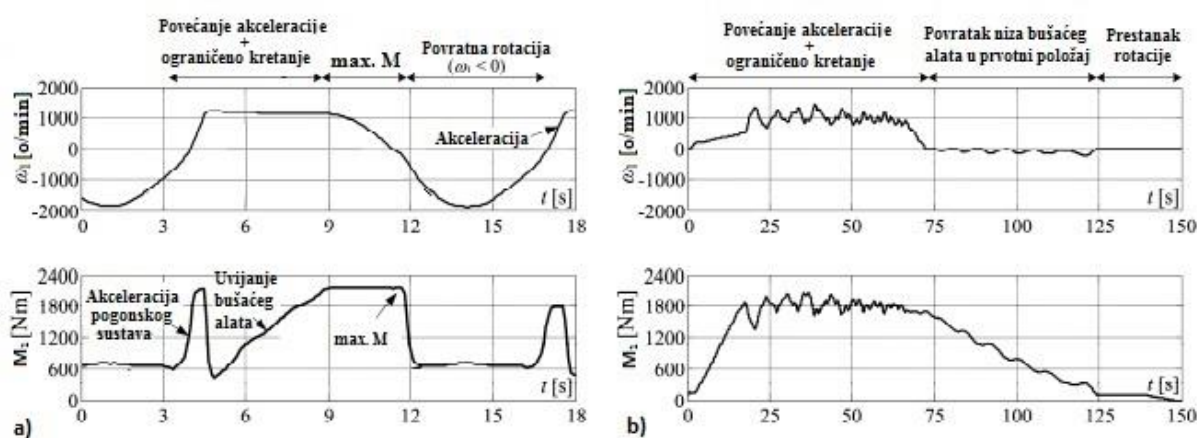 Povećanje akceleracije
+
ograničeno kretanje
max. M
Povratna rotacija
(ω₁ < 0)
ω₁ [o/min]
2000
1000
0
-1000
-2000
Akceleracija
t [s]
0 3 6 9 12 15 18
M₂ [Nm]
2400
1800
1200
600
0
Akceleracija
pogonskog
sustava
Uvijanje
bušaćeg
alata
max. M
t [s]
0 3 6 9 12 15 18
a)
Povećanje akceleracije
+
ograničeno kretanje
Povratak niza bušaćeg
alata u prvotni položaj
Prestanak
rotacije
ω₁ [o/min]
2000
1000
0
-1000
-2000
t [s]
0 25 50 75 100 125 150
M₂ [Nm]
2400
1800
1200
600
0
t [s]
0 25 50 75 100 125 150
b)